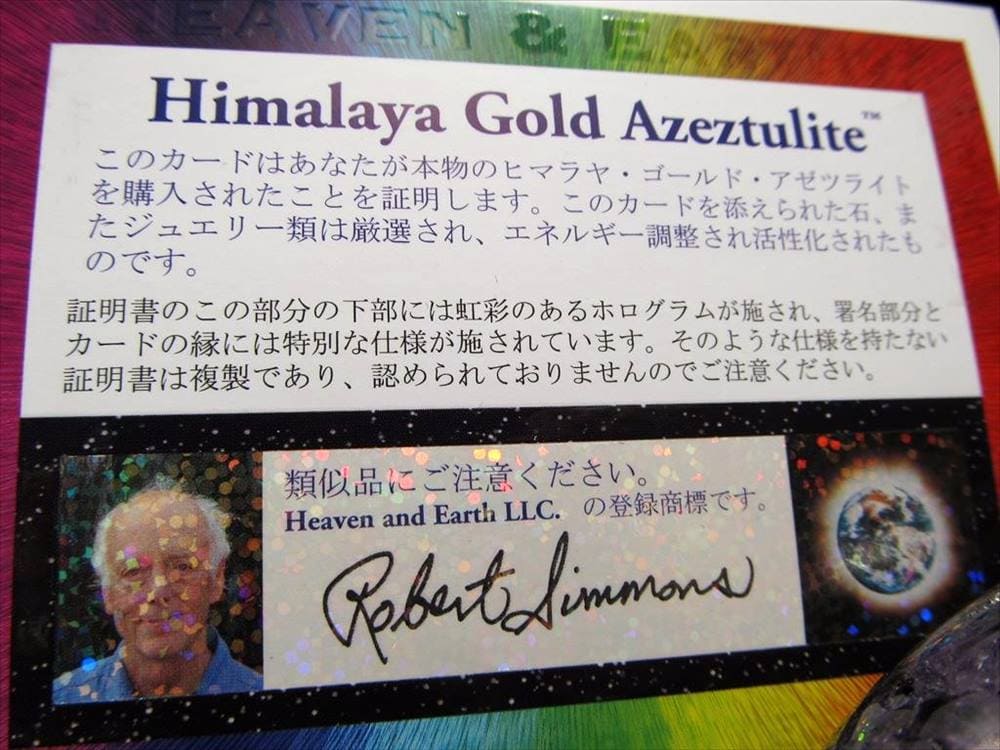 HEAVEN & E
Himalaya Gold Azeztulite™
このカードはあなたが本物のヒマラヤ・ゴールド・アゼツライト
を購入されたことを証明します。このカードを添えられた石、ま
たジュエリー類は厳選され、エネルギー調整され活性化されたも
のです。
証明書のこの部分の下部には虹彩のあるホログラムが施され、署名部分と
カードの縁には特別な仕様が施されています。そのような仕様を持たない
証明書は複製であり、認められておりませんのでご注意ください。
類似品にご注意ください。
Heaven and Earth LLC. の登録商標です。
Robert Simmons